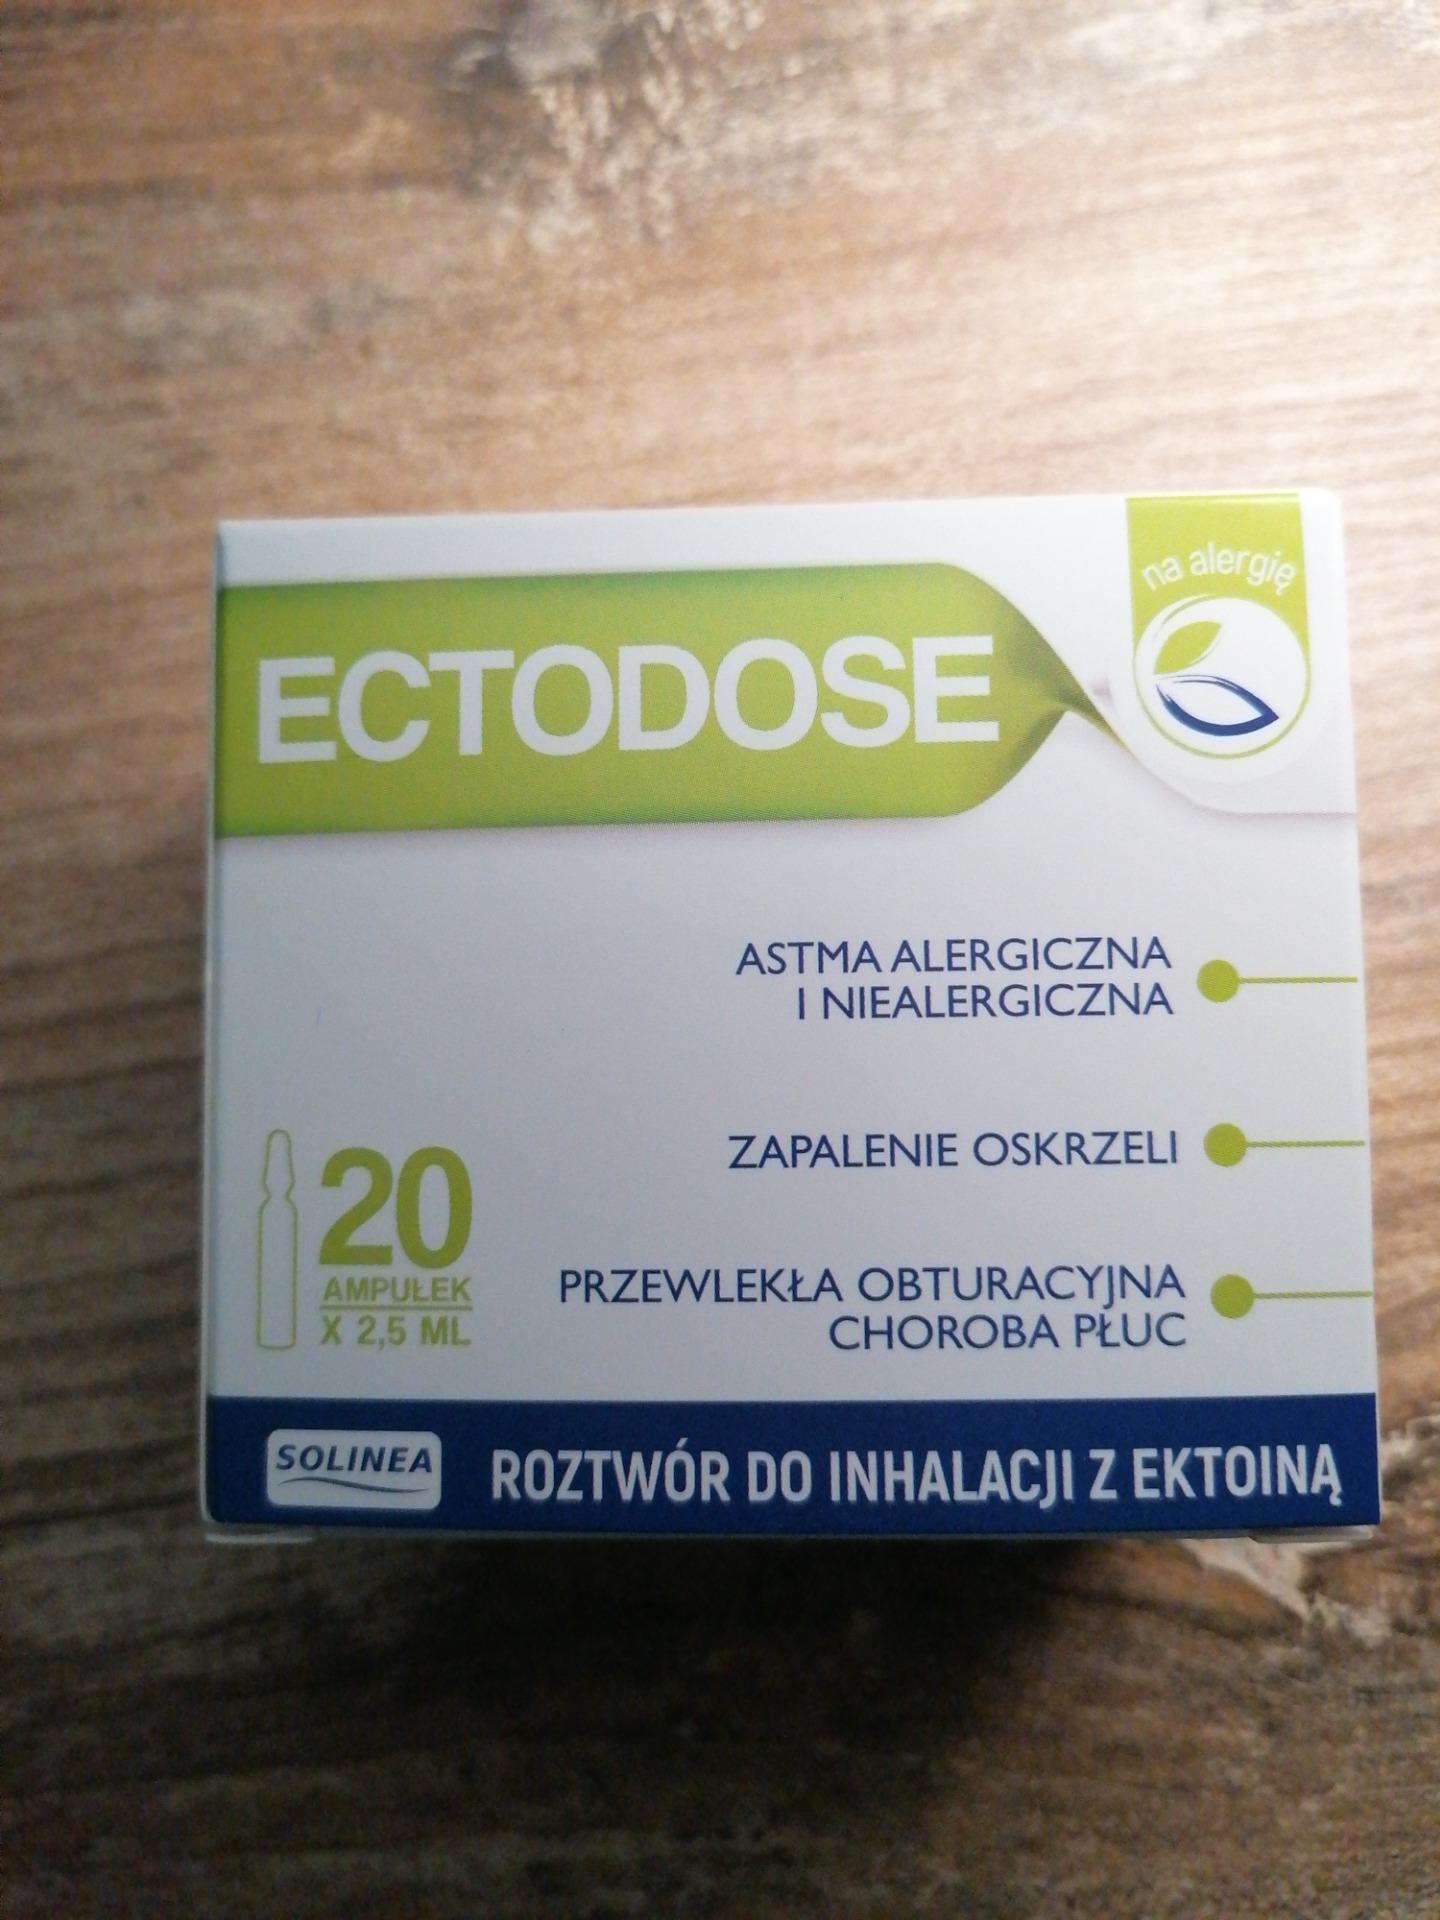 na alergię
ECTODOSE
ASTMA ALERGICZNA
I NIEALERGICZNA
ZAPALENIE OSKRZELI
PRZEWLEKŁA OBTURACYJNA
CHOROBA PŁUC
20
AMPUŁEK
X 2,5 ML
SOLINEA
ROZTWÓR DO INHALACJI Z EKTOINĄ